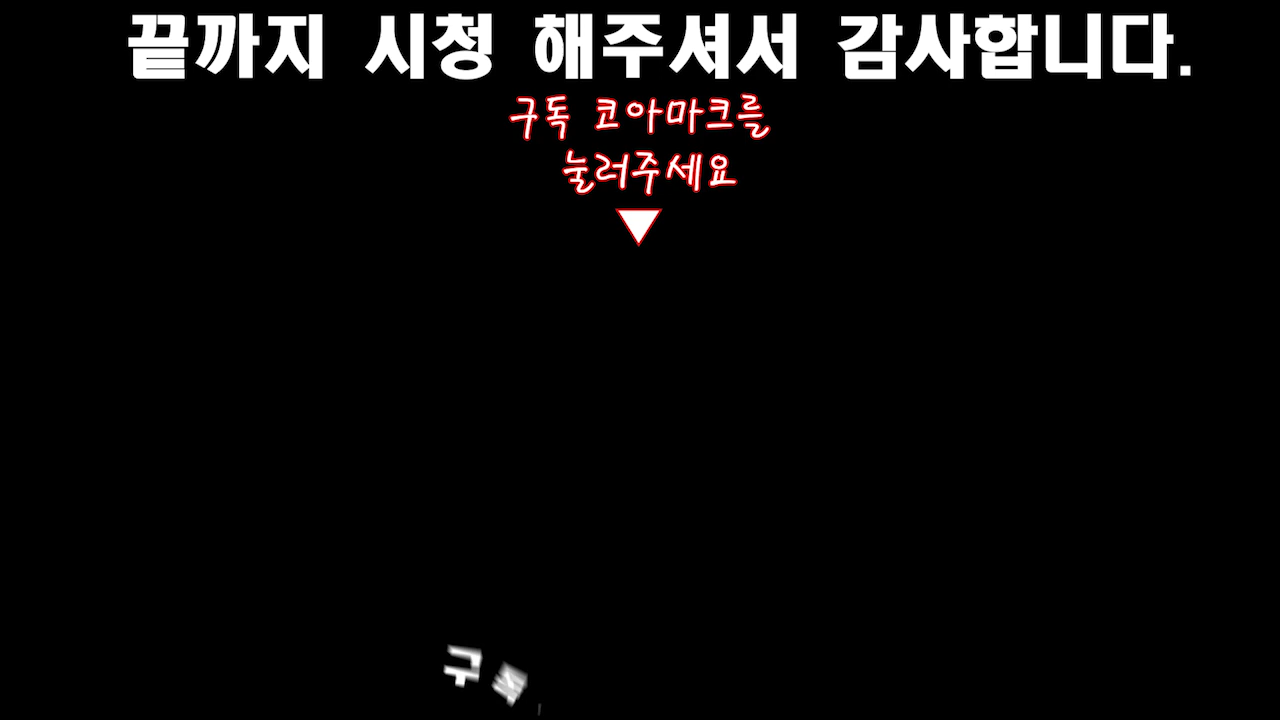 끝까지 시청 해주셔서 감사합니다.
구독 코아마크를
눌러주세요
구독